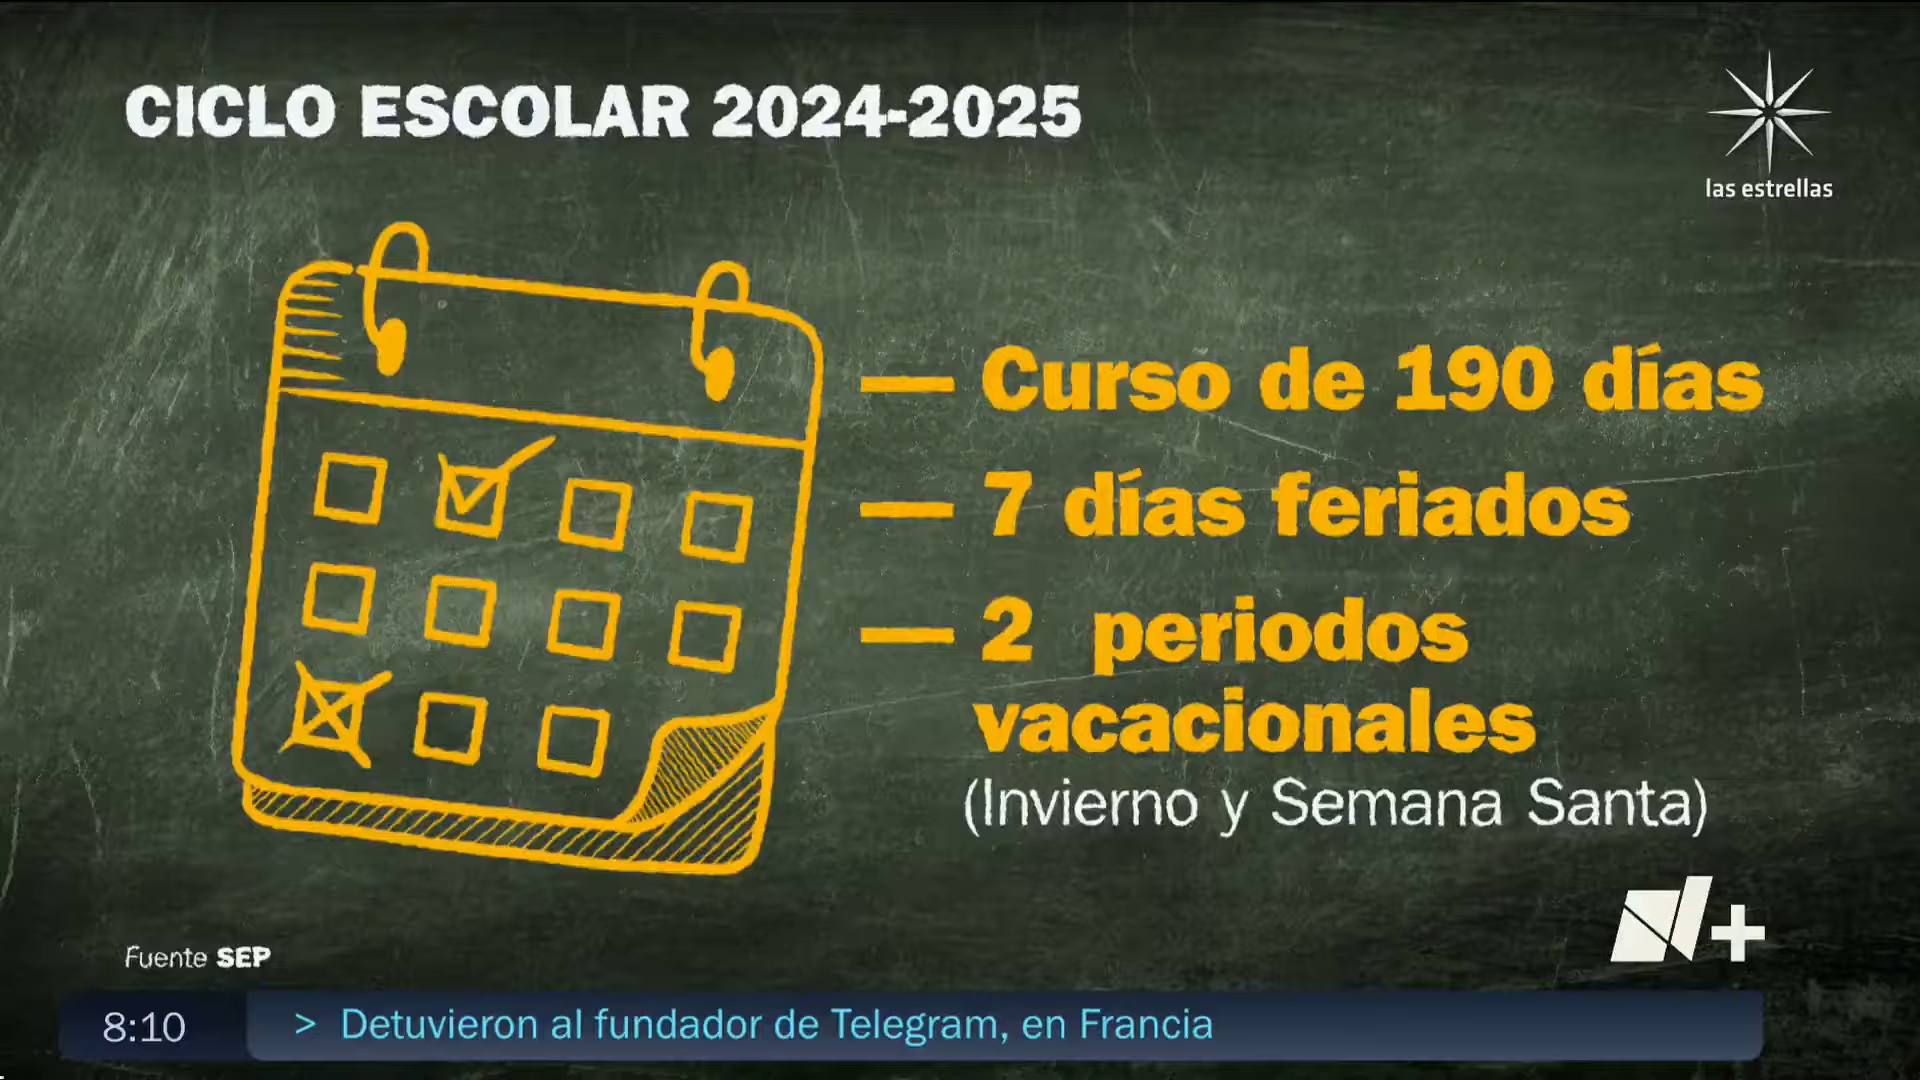 CICLO ESCOLAR 2024-2025
las estrellas
— Curso de 190 días
— 7 días feriados
— 2 periodos
vacacionales
(Invierno y Semana Santa)
N+
Fuente SEP
8:10
> Detuvieron al fundador de Telegram, en Francia